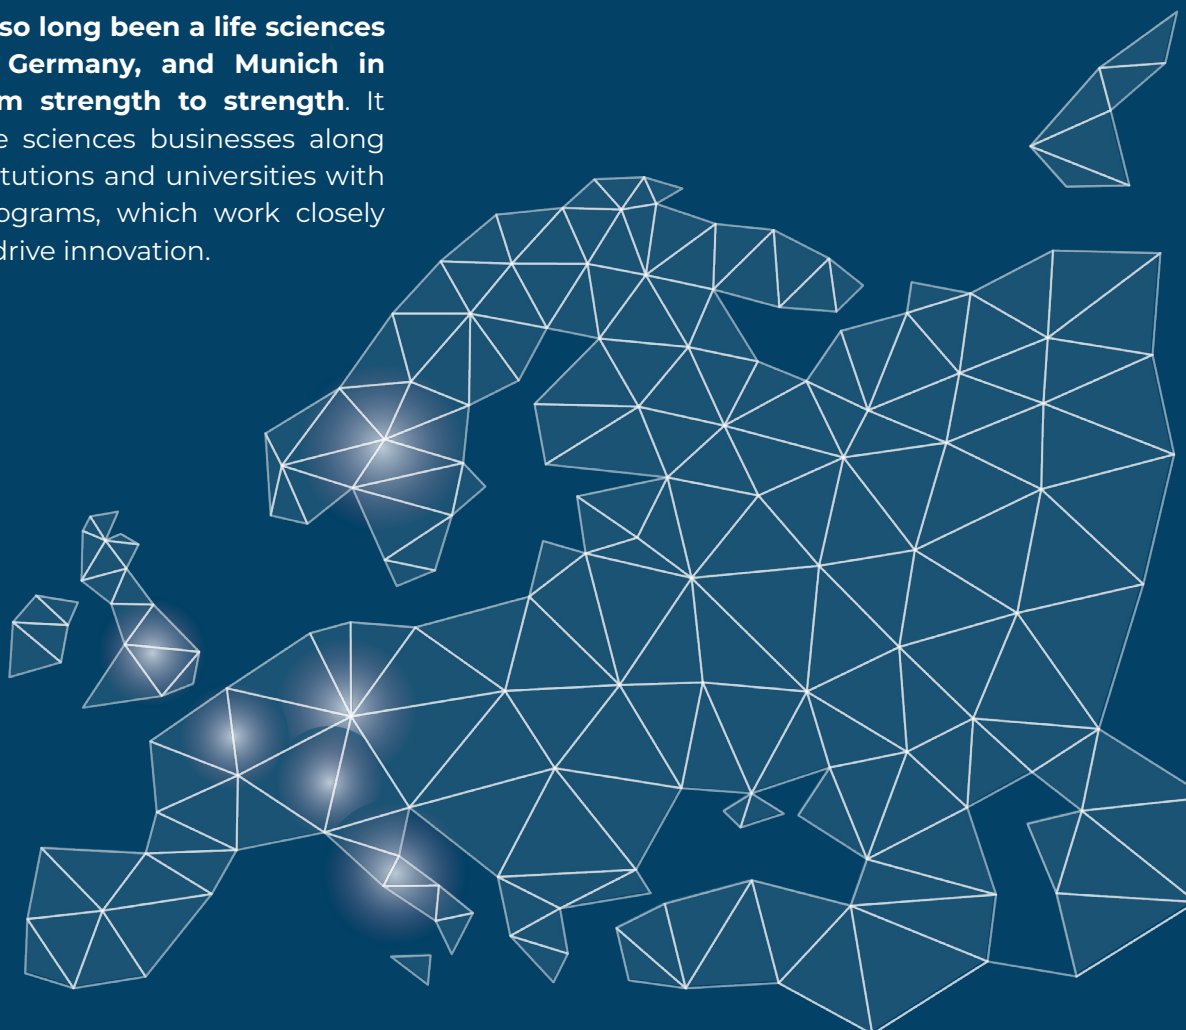 so long been a life sciences
Germany, and Munich in
m strength to strength. It
e sciences businesses along
tutions and universities with
ograms, which work closely
drive innovation.